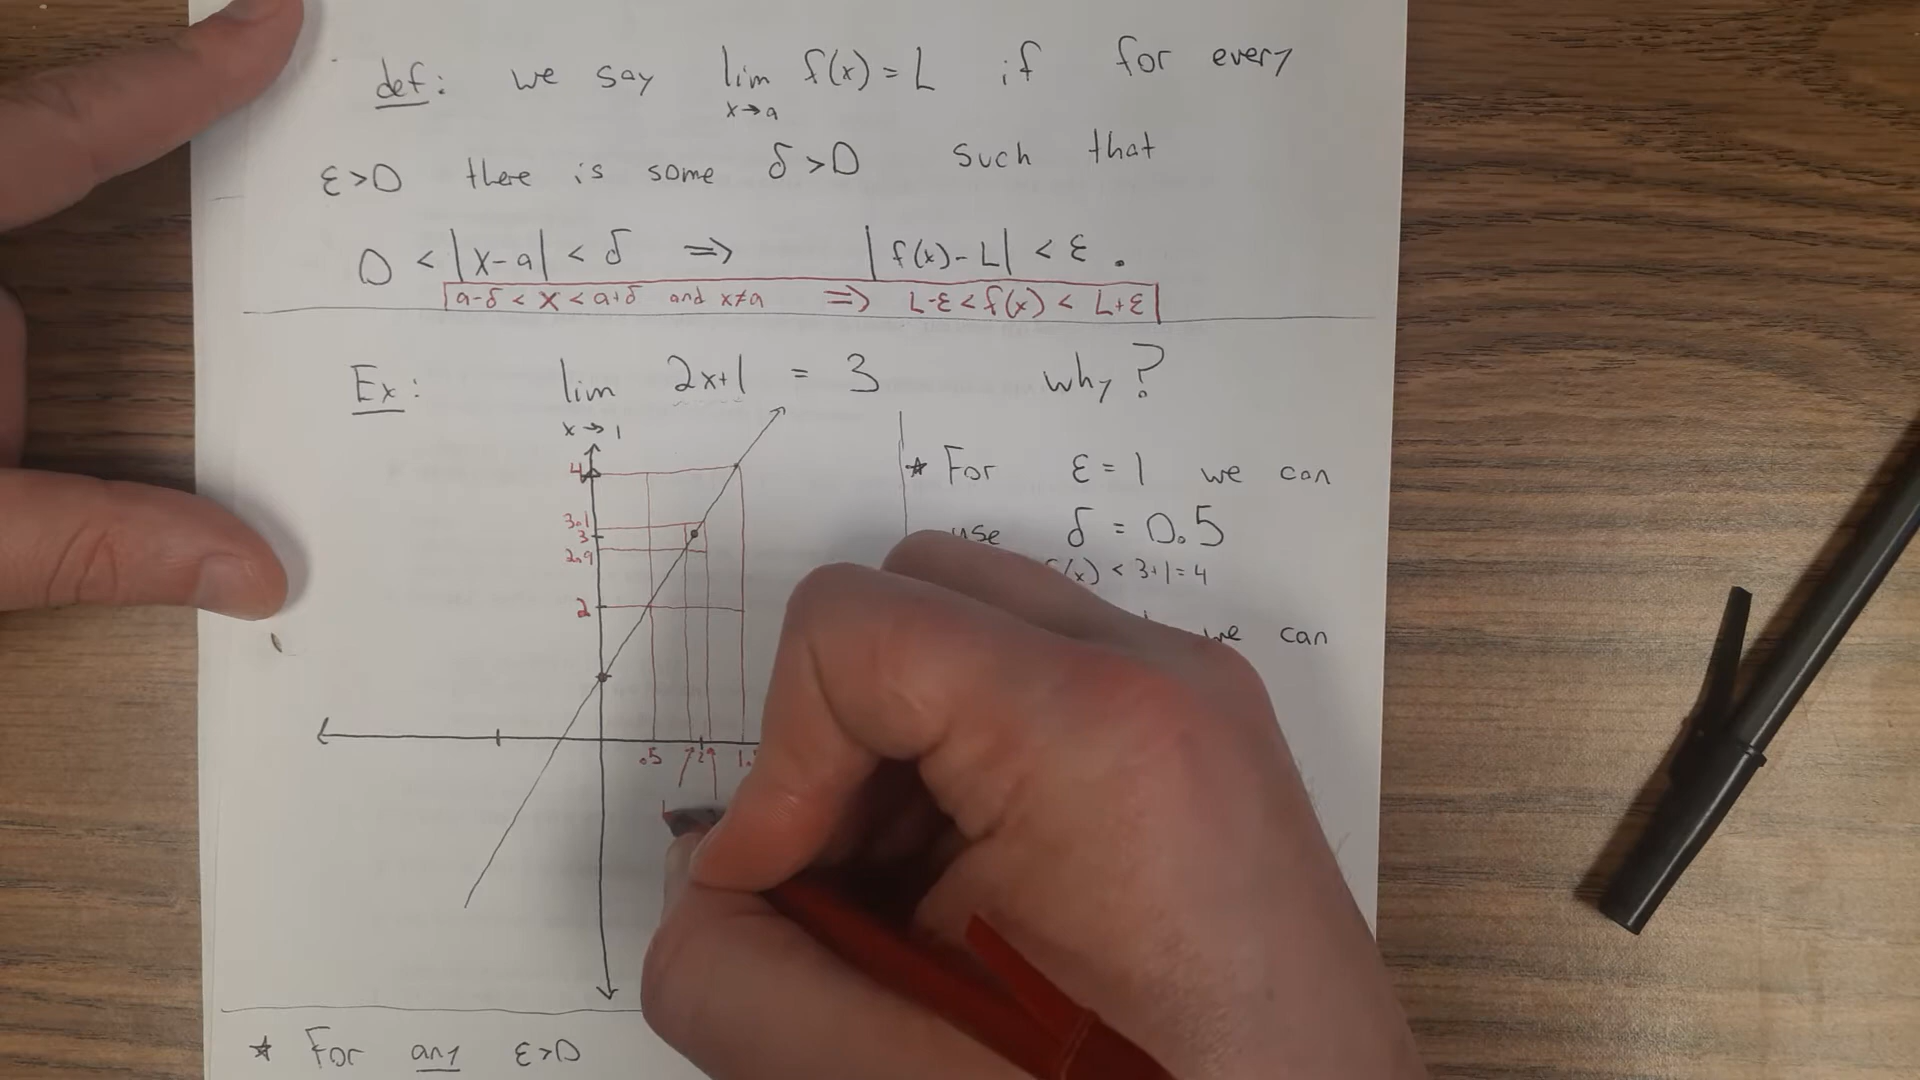 def: we say lim f(x) = L if for every
x→a
ε>0 there is some δ>0 such that
0 < |x-a| < δ => |f(x)-L| < ε.
a-δ < x < a+δ and x≠a => L-ε < f(x) < L+ε
Ex: lim 2x+1 = 3 why?
x→1
4
3.1
3
2.9
2
.5
* For ε = 1 we can
use δ = 0.5
(x) < 3+1=4
we can
* For any ε>0